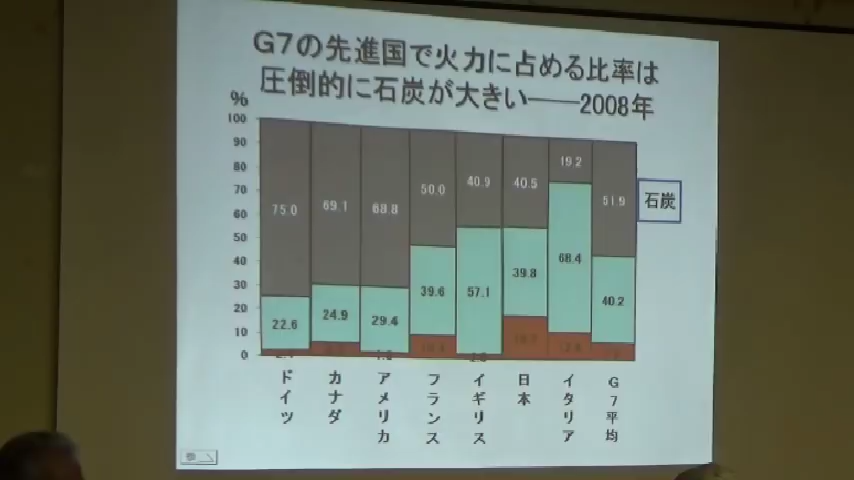 G7の先進国で火力に占める比率は
圧倒的に石炭が大きい――2008年
%
100
90
80
70
60
50
40
30
20
10
0
75.0
69.1
68.8
50.0
40.9
40.5
19.2
51.9
石炭
22.6
24.9
29.4
39.6
57.1
39.8
68.4
40.2
ドイツ
カナダ
アメリカ
フランス
イギリス
日本
イタリア
G7平均